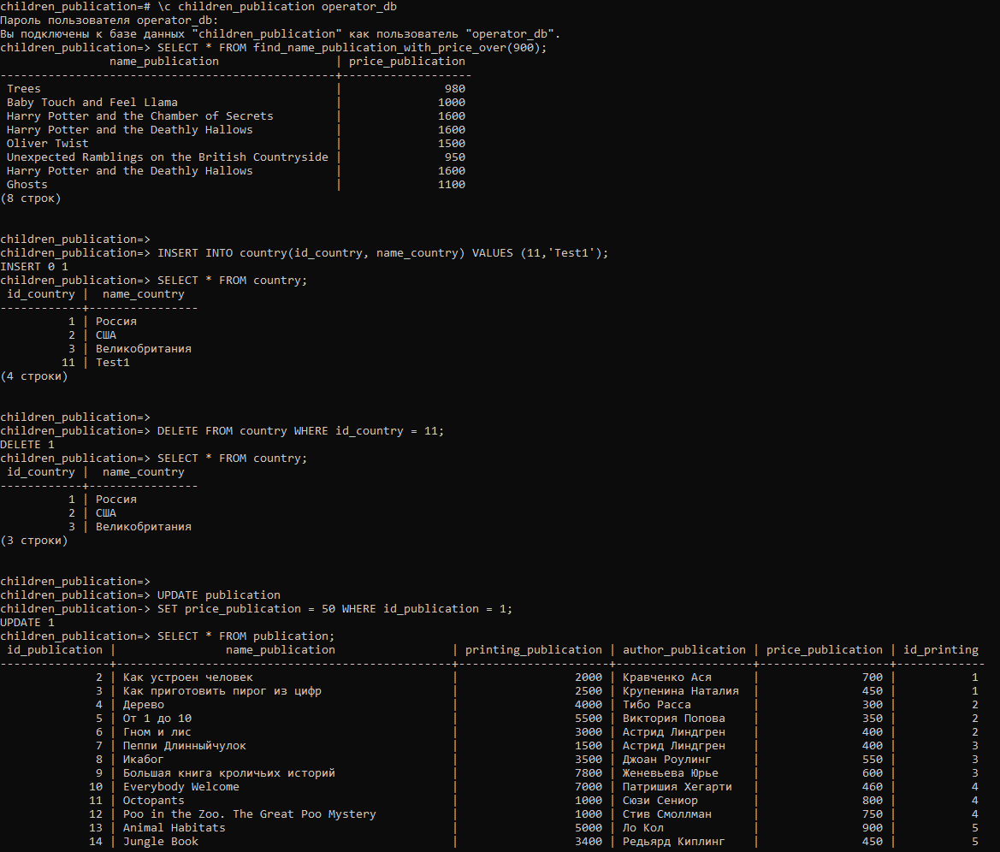 children_publication=# \c children_publication operator_db
Пароль пользователя operator_db:
Вы подключены к базе данных "children_publication" как пользователь "operator_db".
children_publication=> SELECT * FROM find_name_publication_with_price_over(900);
                name_publication                 | price_publication
-------------------------------------------------+-------------------
 Trees                                           |               980
 Baby Touch and Feel Llama                       |              1000
 Harry Potter and the Chamber of Secrets         |              1600
 Harry Potter and the Deathly Hallows            |              1600
 Oliver Twist                                    |              1500
 Unexpected Ramblings on the British Countryside |               950
 Harry Potter and the Deathly Hallows            |              1600
 Ghosts                                          |              1100
(8 строк)
children_publication=>
children_publication=> INSERT INTO country(id_country, name_country) VALUES (11,'Test1');
INSERT 0 1
children_publication=> SELECT * FROM country;
 id_country |  name_country
------------+----------------
          1 | Россия
          2 | США
          3 | Великобритания
         11 | Test1
(4 строки)
children_publication=>
children_publication=> DELETE FROM country WHERE id_country = 11;
DELETE 1
children_publication=> SELECT * FROM country;
 id_country |  name_country
------------+----------------
          1 | Россия
          2 | США
          3 | Великобритания
(3 строки)
children_publication=>
children_publication=> UPDATE publication
children_publication-> SET price_publication = 50 WHERE id_publication = 1;
UPDATE 1
children_publication=> SELECT * FROM publication;
 id_publication |                name_publication                 | printing_publication | author_publication | price_publication | id_printing
----------------+-------------------------------------------------+----------------------+--------------------+-------------------+-------------
              2 | Как устроен человек                             |                 2000 | Кравченко Ася      |               700 |           1
              3 | Как приготовить пирог из цифр                   |                 2500 | Крупенина Наталия  |               450 |           1
              4 | Дерево                                          |                 4000 | Тибо Расса         |               300 |           2
              5 | От 1 до 10                                      |                 5500 | Виктория Попова    |               350 |           2
              6 | Гном и лис                                      |                 3000 | Астрид Линдгрен    |               400 |           2
              7 | Пеппи Длинныйчулок                              |                 1500 | Астрид Линдгрен    |               400 |           3
              8 | Икабог                                          |                 3500 | Джоан Роулинг      |               550 |           3
              9 | Большая книга кроличьих историй                 |                 7800 | Женевьева Юрье     |               600 |           3
             10 | Everybody Welcome                               |                 7000 | Патришия Хегарти   |               460 |           4
             11 | Octopants                                       |                 1000 | Сюзи Сениор        |               800 |           4
             12 | Poo in the Zoo. The Great Poo Mystery           |                 1000 | Стив Смоллман      |               750 |           4
             13 | Animal Habitats                                 |                 5000 | Ло Кол             |               900 |           5
             14 | Jungle Book                                     |                 3400 | Редьярд Киплинг    |               450 |           5